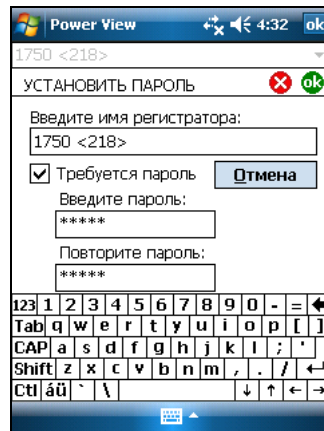 Power View 4:32 ok
1750 <218>
УСТАНОВИТЬ ПАРОЛЬ ok
Введите имя регистратора:
1750 <218>
Требуется пароль Отмена
Введите пароль:
*****
Повторите пароль:
*****
123 1 2 3 4 5 6 7 8 9 0 - =
Tab q w e r t y u i o p [ ]
CAP a s d f g h j k l ; '
Shift z x c v b n m , . /
Ctl áü ` \ ↓ ↑ ← →